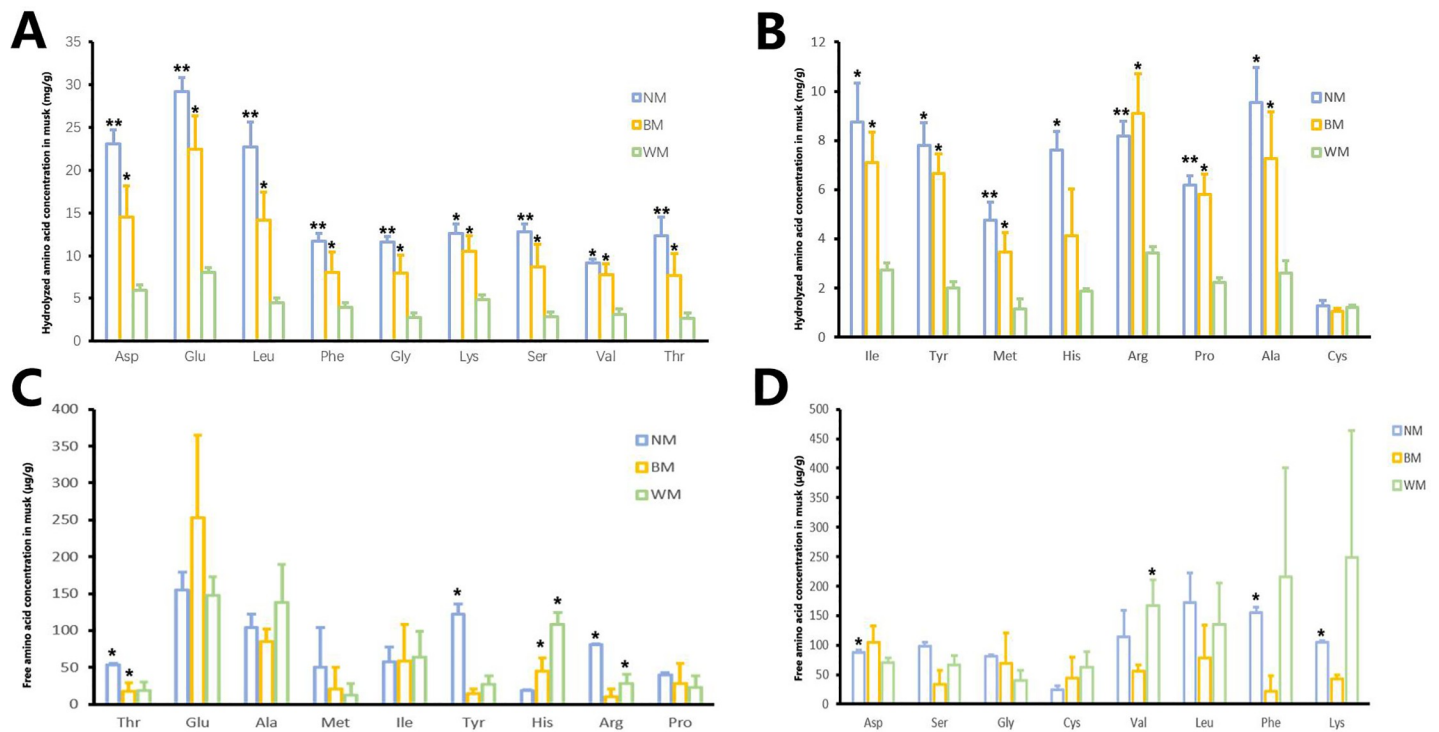 A
Hydrolyzed amino acid concentration in musk (mg/g)
35
30
25
20
15
10
5
0
** * ** * ** * ** * ** * * * ** * * * ** *
NM
BM
WM
Asp Glu Leu Phe Gly Lys Ser Val Thr
B
Hydrolyzed amino acid concentration in musk (mg/g)
12
10
8
6
4
2
0
* * * * ** * * ** * ** * * *
NM
BM
WM
Ile Tyr Met His Arg Pro Ala Cys
C
Free amino acid concentration in musk (μg/g)
400
350
300
250
200
150
100
50
0
* * * * * * *
NM
BM
WM
Thr Glu Ala Met Ile Tyr His Arg Pro
D
Free amino acid concentration in musk (μg/g)
500
450
400
350
300
250
200
150
100
50
0
* * * *
NM
BM
WM
Asp Ser Gly Cys Val Leu Phe Lys